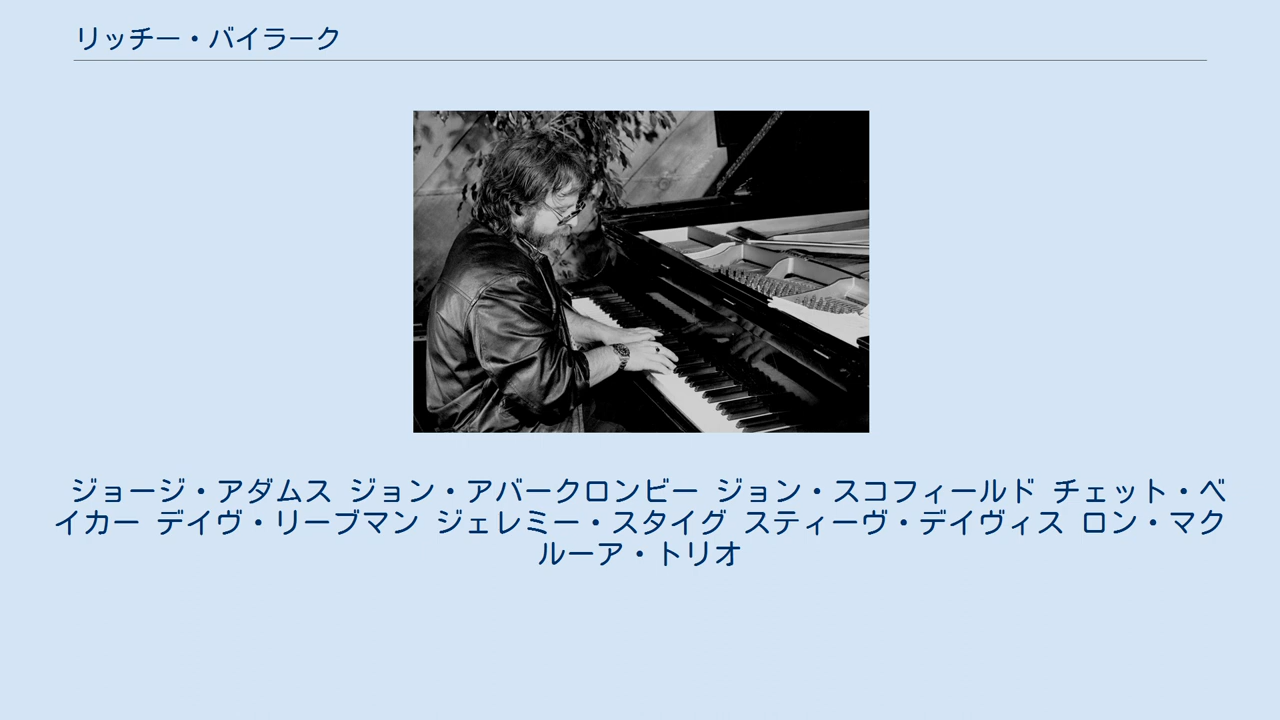 リッチー・バイラーク
ジョージ・アダムス ジョン・アバークロンビー ジョン・スコフィールド チェット・ベ
イカー デイヴ・リーブマン ジェレミー・スタイグ スティーヴ・デイヴィス ロン・マク
ルーア・トリオ